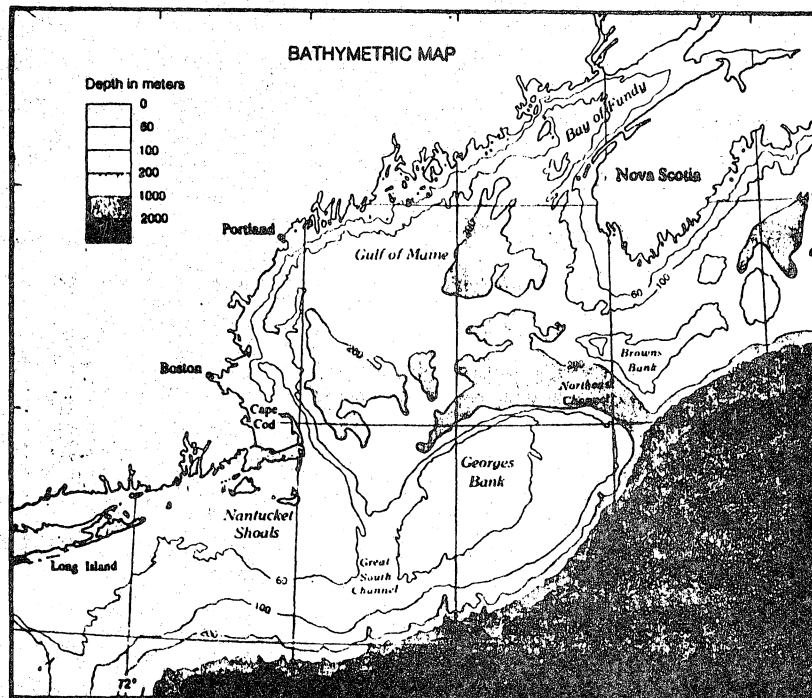 BATHYMETRIC MAP
Depth in meters
0
60
100
200
1000
2000
Bay of Fundy
Nova Scotia
Portland
Gulf of Maine
60
100
200
Boston
200
Browns
Bank
Northeast
Channel
Cape
Cod
Georges
Bank
Nantucket
Shoals
Long Island
Great
South
Channel
60
100
72°